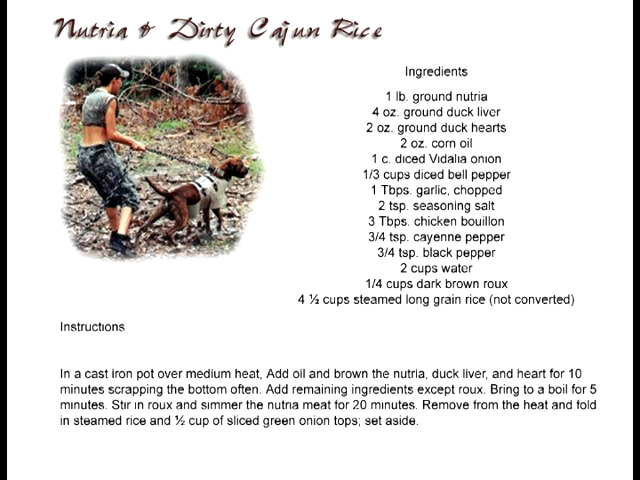 Nutria & Dirty Cajun Rice
Ingredients
1 lb. ground nutria
4 oz. ground duck liver
2 oz. ground duck hearts
2 oz. corn oil
1 c. diced Vidalia onion
1/3 cups diced bell pepper
1 Tbps. garlic, chopped
2 tsp. seasoning salt
3 Tbps. chicken bouillon
3/4 tsp. cayenne pepper
3/4 tsp. black pepper
2 cups water
1/4 cups dark brown roux
4 ½ cups steamed long grain rice (not converted)
Instructions
In a cast iron pot over medium heat, Add oil and brown the nutria, duck liver, and heart for 10
minutes scrapping the bottom often. Add remaining ingredients except roux. Bring to a boil for 5
minutes. Stir in roux and simmer the nutria meat for 20 minutes. Remove from the heat and fold
in steamed rice and ½ cup of sliced green onion tops; set aside.